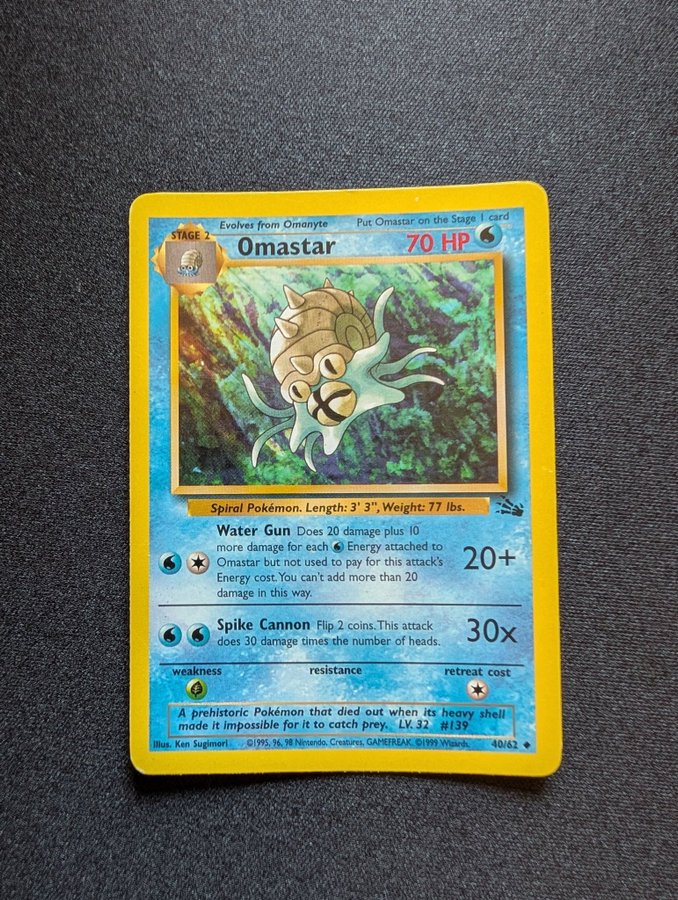 Evolves from Omanyte Put Omastar on the Stage 1 card
STAGE 2
Omastar 70 HP
Spiral Pokémon. Length: 3' 3", Weight: 77 lbs.
Water Gun Does 20 damage plus 10
more damage for each Energy attached to
Omastar but not used to pay for this attack's
Energy cost. You can't add more than 20
damage in this way.
20+
Spike Cannon Flip 2 coins. This attack
does 30 damage times the number of heads.
30x
weakness resistance retreat cost
A prehistoric Pokémon that died out when its heavy shell
made it impossible for it to catch prey. LV. 32 #139
Illus. Ken Sugimori ©1995, 96, 98 Nintendo, Creatures, GAMEFREAK. ©1999 Wizards. 40/62